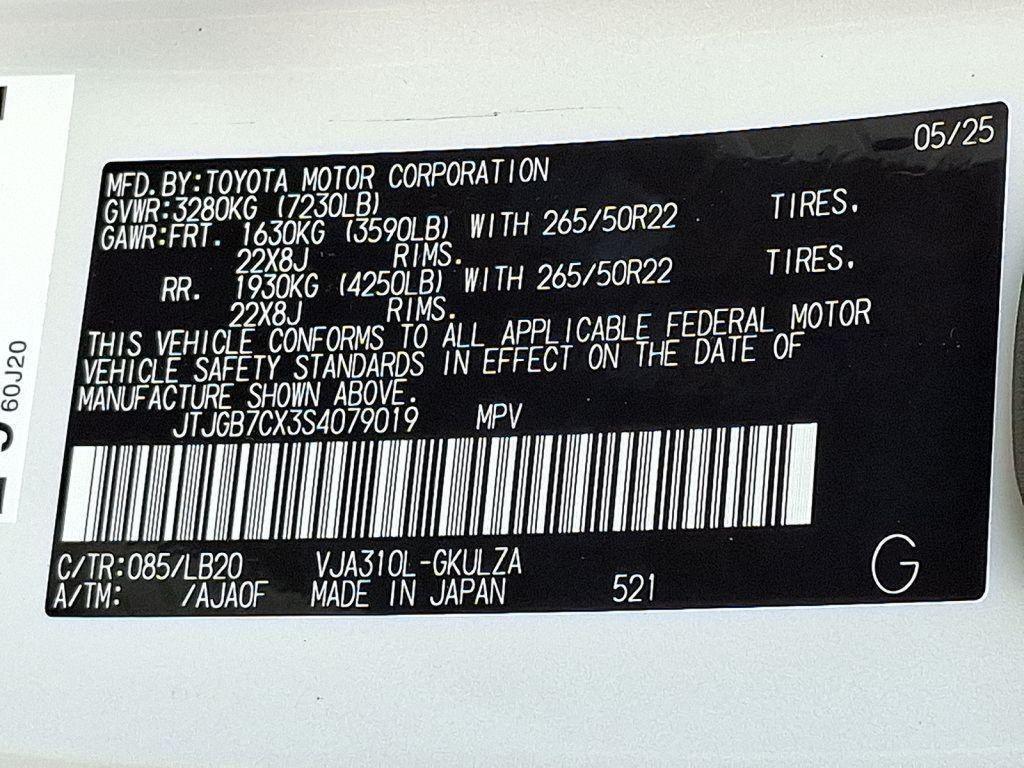 05/25
MFD. BY: TOYOTA MOTOR CORPORATION
GVWR: 3280KG (7230LB)
GAWR: FRT. 1630KG (3590LB) WITH 265/50R22 TIRES.
22X8J RIMS.
RR. 1930KG (4250LB) WITH 265/50R22 TIRES.
22X8J RIMS.
THIS VEHICLE CONFORMS TO ALL APPLICABLE FEDERAL MOTOR
VEHICLE SAFETY STANDARDS IN EFFECT ON THE DATE OF
MANUFACTURE SHOWN ABOVE.
JTJGB7CX3S4079019 MPV
C/TR: 085/LB20 VJA310L-GKULZA
A/TM: /AJA0F MADE IN JAPAN 521
G
60J20